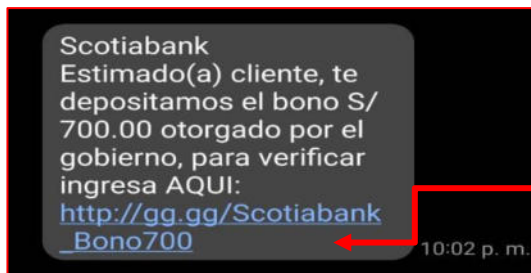 Scotiabank
Estimado(a) cliente, te
depositamos el bono S/
700.00 otorgado por el
gobierno, para verificar
ingresa AQUI:
http://gg.gg/Scotiabank
_Bono700
10:02 p. m.